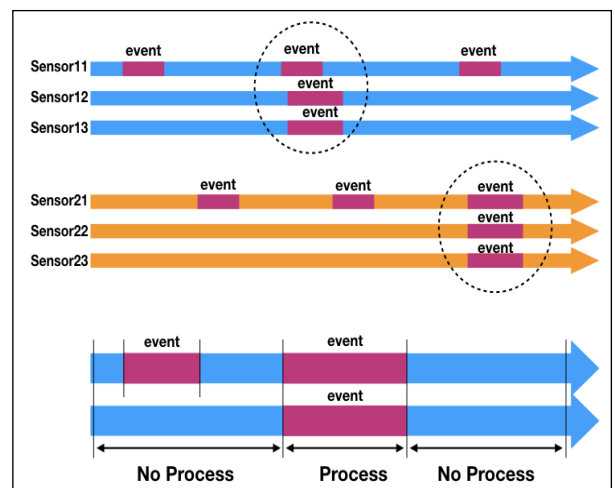 event event event
Sensor11
event
Sensor12
event
Sensor13
event event event
Sensor21
event
Sensor22
event
Sensor23
event event
event
No Process Process No Process